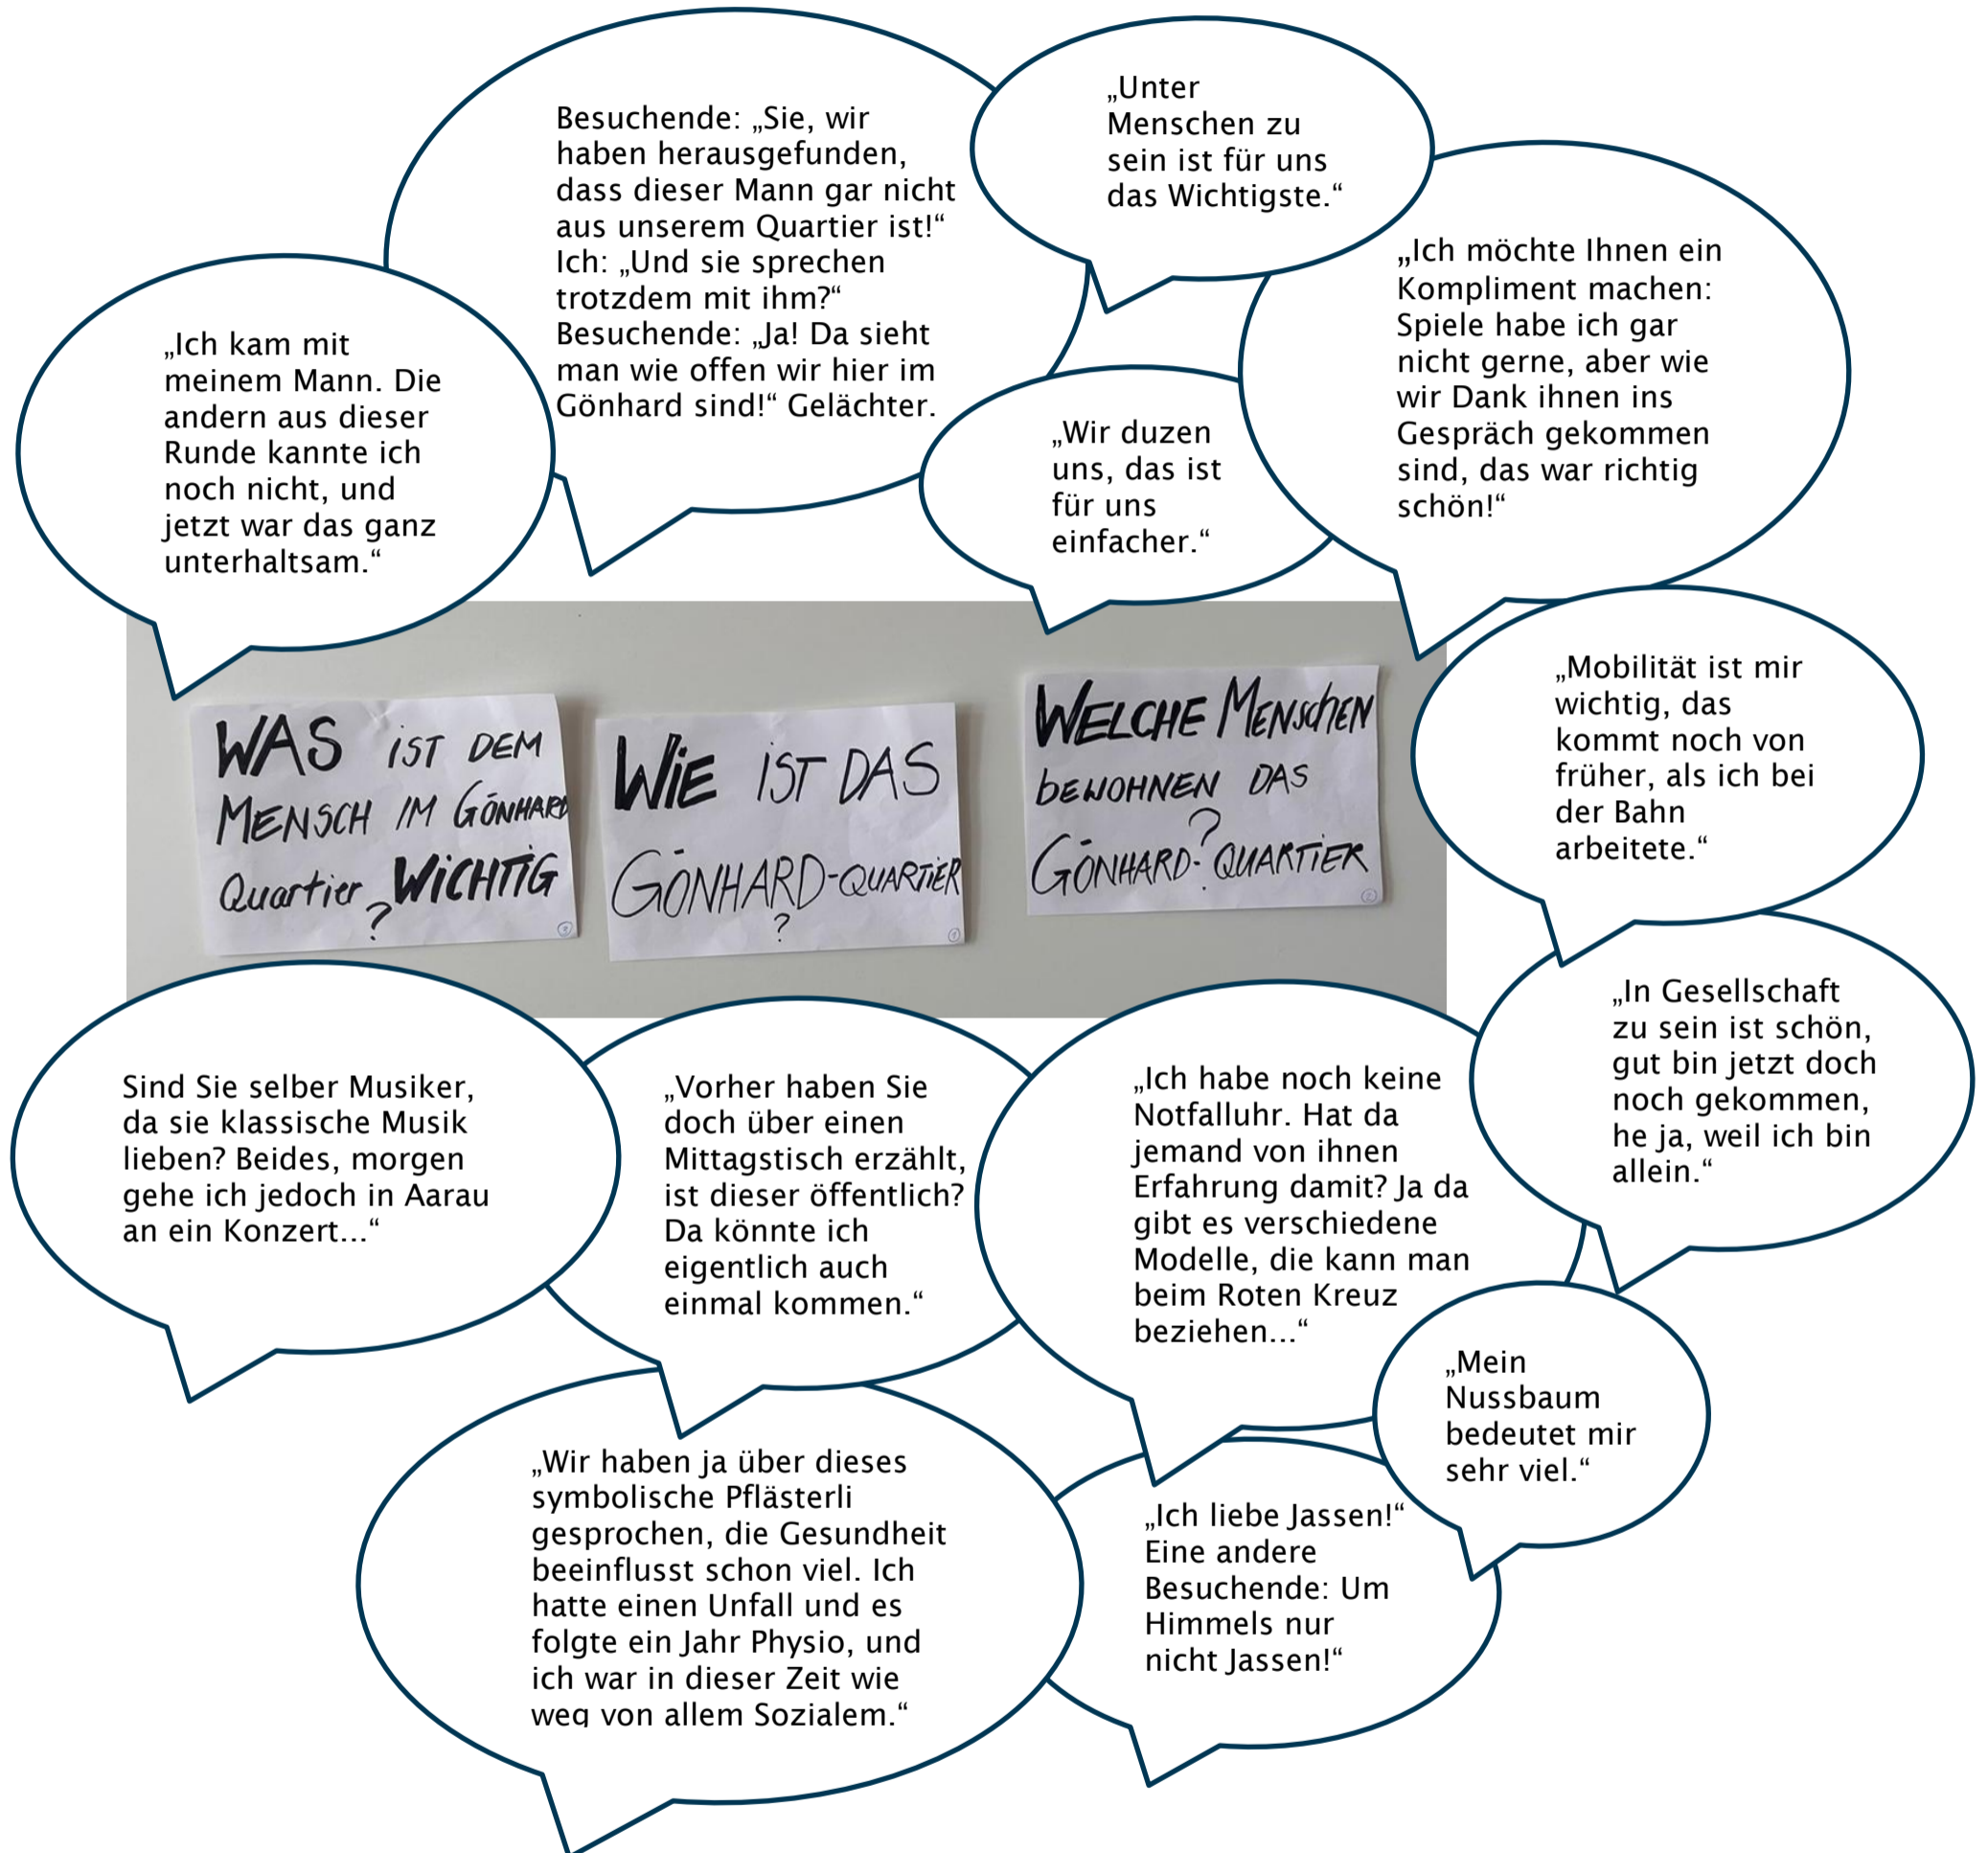 Besuchende: „Sie, wir
haben herausgefunden,
dass dieser Mann gar nicht
aus unserem Quartier ist!“
Ich: „Und sie sprechen
trotzdem mit ihm?“
Besuchende: „Ja! Da sieht
man wie offen wir hier im
Gönhard sind!“ Gelächter.
„Unter
Menschen zu
sein ist für uns
das Wichtigste.“
„Ich möchte Ihnen ein
Kompliment machen:
Spiele habe ich gar
nicht gerne, aber wie
wir Dank ihnen ins
Gespräch gekommen
sind, das war richtig
schön!“
„Ich kam mit
meinem Mann. Die
andern aus dieser
Runde kannte ich
noch nicht, und
jetzt war das ganz
unterhaltsam.“
„Wir duzen
uns, das ist
für uns
einfacher.“
WAS iST DEM
MENSCH IM GÖNHARD
Quartier WiCHTiG
?
WiE iST DAS
GÖNHARD-QUARTiER
?
WELCHE MENschEN
bEWOHNEN DAS
GÖNHARD-QUARTiER
?
„Mobilität ist mir
wichtig, das
kommt noch von
früher, als ich bei
der Bahn
arbeitete.“
„In Gesellschaft
zu sein ist schön,
gut bin jetzt doch
noch gekommen,
he ja, weil ich bin
allein.“
Sind Sie selber Musiker,
da sie klassische Musik
lieben? Beides, morgen
gehe ich jedoch in Aarau
an ein Konzert...“
„Vorher haben Sie
doch über einen
Mittagstisch erzählt,
ist dieser öffentlich?
Da könnte ich
eigentlich auch
einmal kommen.“
„Ich habe noch keine
Notfalluhr. Hat da
jemand von ihnen
Erfahrung damit? Ja da
gibt es verschiedene
Modelle, die kann man
beim Roten Kreuz
beziehen...“
„Mein
Nussbaum
bedeutet mir
sehr viel.“
„Wir haben ja über dieses
symbolische Pflästerli
gesprochen, die Gesundheit
beeinflusst schon viel. Ich
hatte einen Unfall und es
folgte ein Jahr Physio, und
ich war in dieser Zeit wie
weg von allem Sozialem.“
„Ich liebe Jassen!“
Eine andere
Besuchende: Um
Himmels nur
nicht Jassen!“